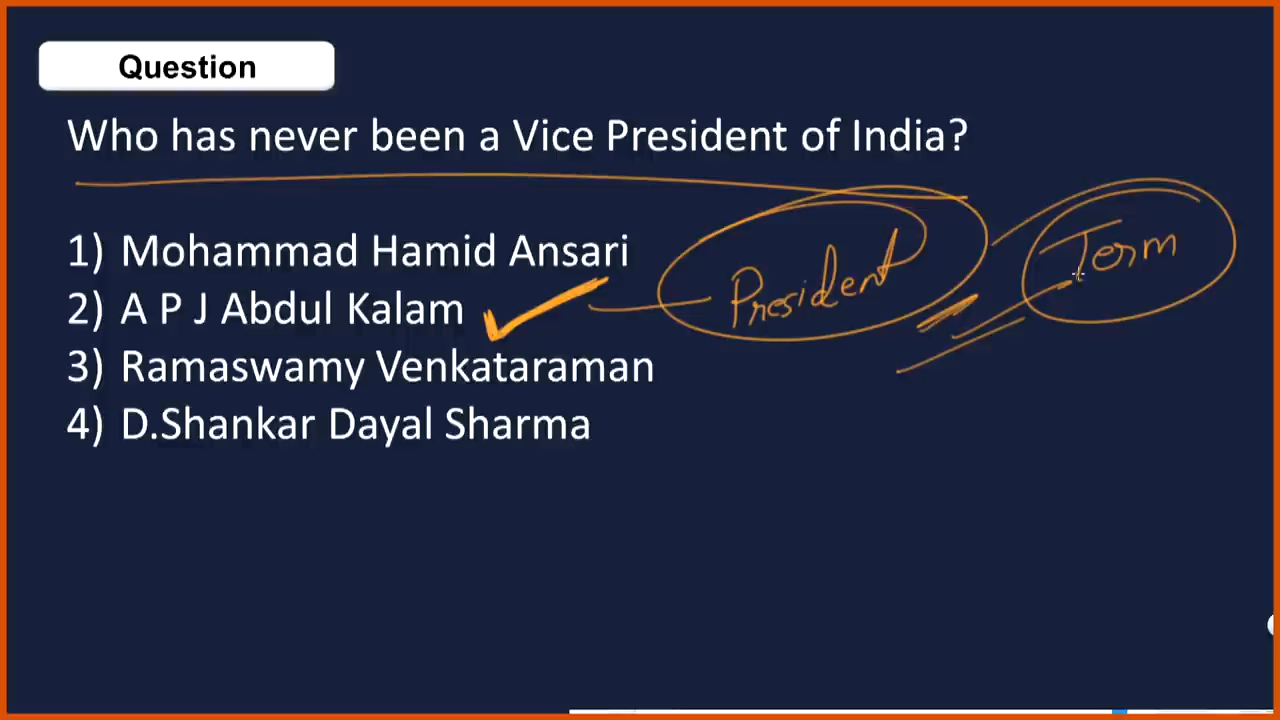 Question
Who has never been a Vice President of India?
1) Mohammad Hamid Ansari
2) A P J Abdul Kalam
President
Term
3) Ramaswamy Venkataraman
4) D.Shankar Dayal Sharma